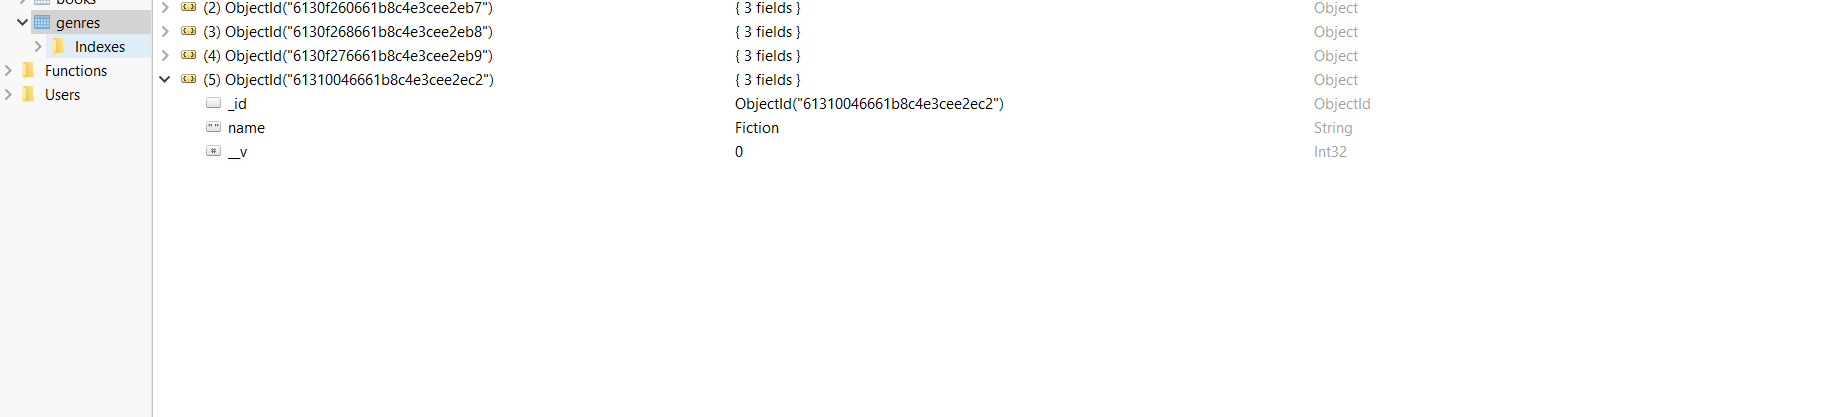 books
genres
Indexes
Functions
Users
(2) ObjectId("6130f260661b8c4e3cee2eb7") { 3 fields } Object
(3) ObjectId("6130f268661b8c4e3cee2eb8") { 3 fields } Object
(4) ObjectId("6130f276661b8c4e3cee2eb9") { 3 fields } Object
(5) ObjectId("61310046661b8c4e3cee2ec2") { 3 fields } Object
_id ObjectId("61310046661b8c4e3cee2ec2") ObjectId
name Fiction String
__v 0 Int32